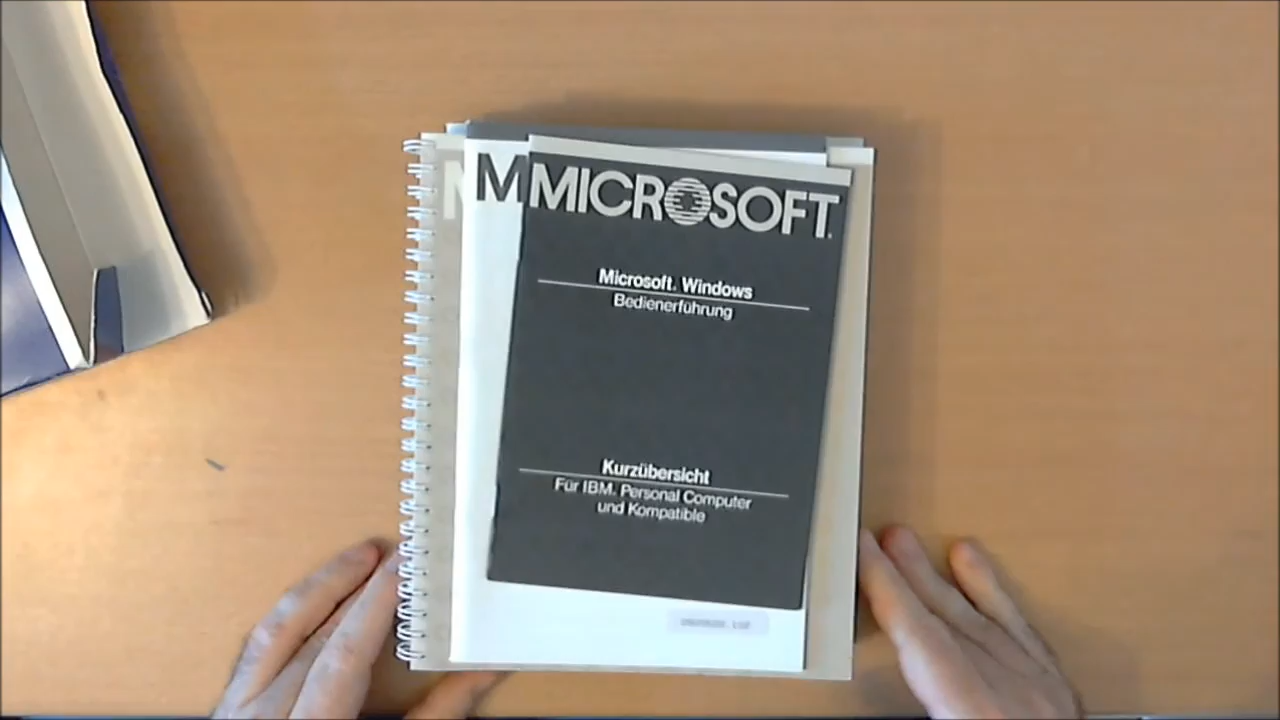 M
M
MICROSOFT.
Microsoft. Windows
Bedienerführung
Kurzübersicht
Für IBM. Personal Computer
und Kompatible